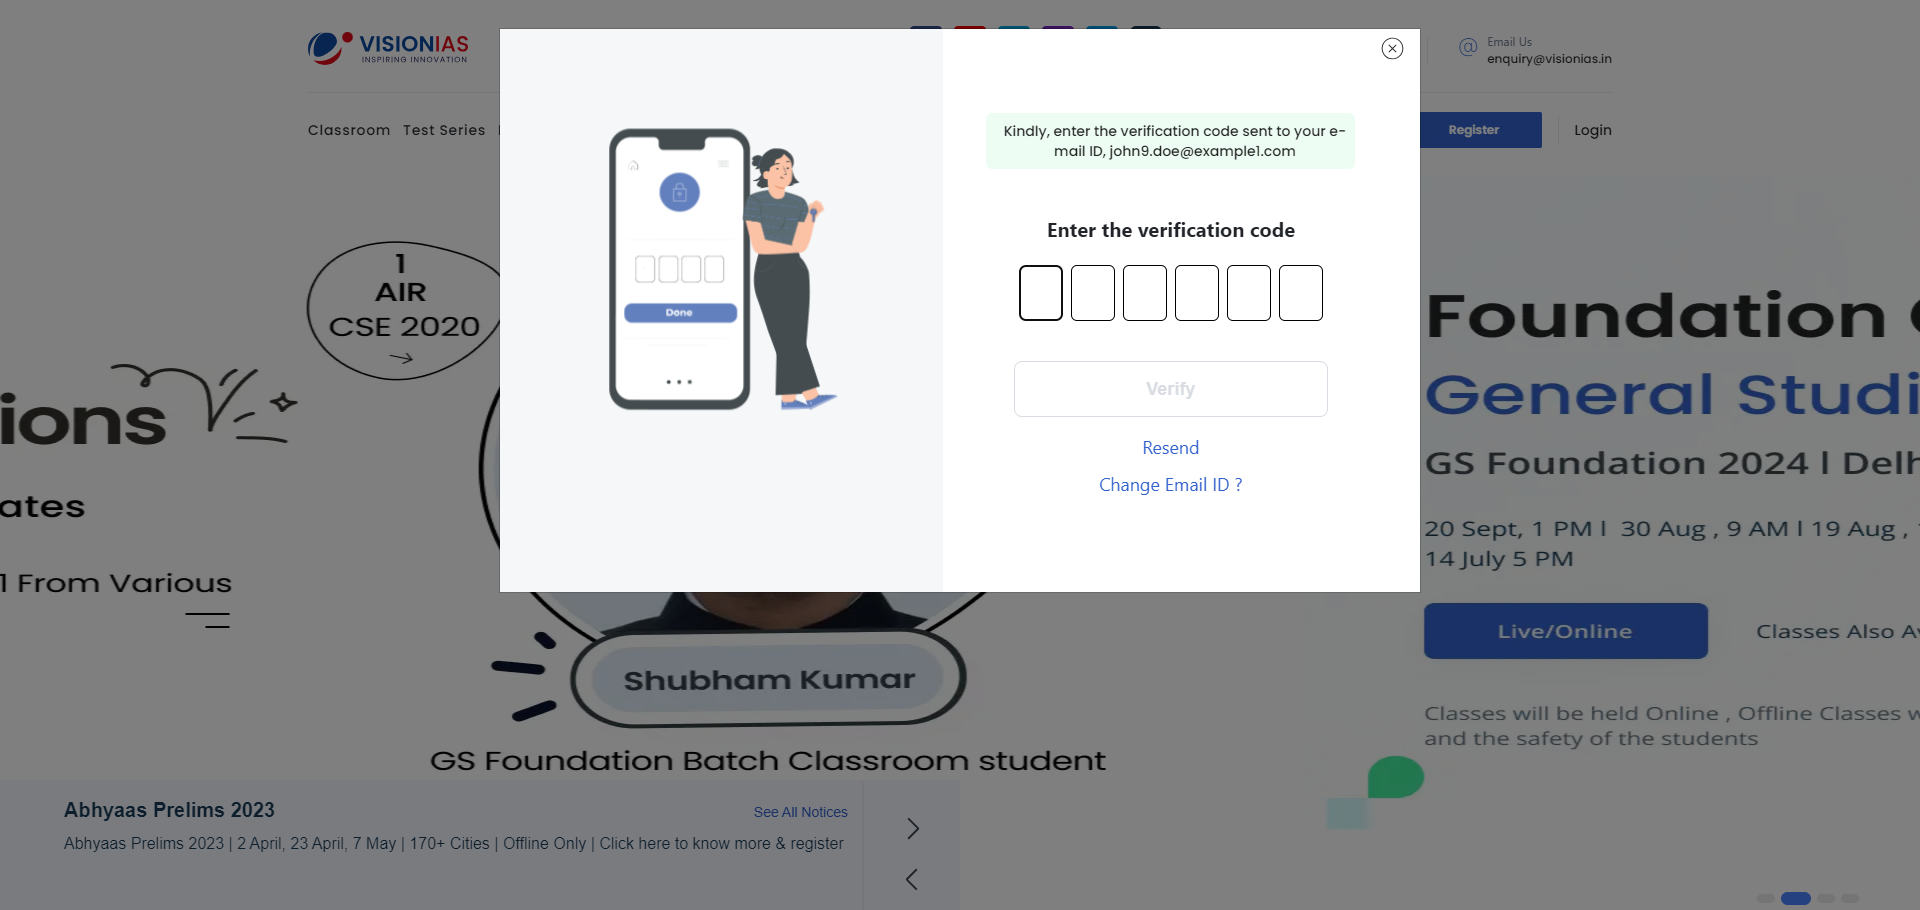 VISIONIAS
INSPIRING INNOVATION
Email Us
enquiry@visionias.in
Classroom Test Series
Register
Login
Kindly, enter the verification code sent to your e-
mail ID, john9.doe@example1.com
Enter the verification code
Done
Verify
Resend
Change Email ID ?
1
AIR
CSE 2020
ions
ates
1 From Various
Shubham Kumar
GS Foundation Batch Classroom student
Foundation
General Studi
GS Foundation 2024 l Delh
20 Sept, 1 PM l 30 Aug , 9 AM l 19 Aug ,
14 July 5 PM
Live/Online
Classes Also Av
Classes will be held Online , Offline Classes w
and the safety of the students
Abhyaas Prelims 2023
See All Notices
Abhyaas Prelims 2023 | 2 April, 23 April, 7 May | 170+ Cities | Offline Only | Click here to know more & register